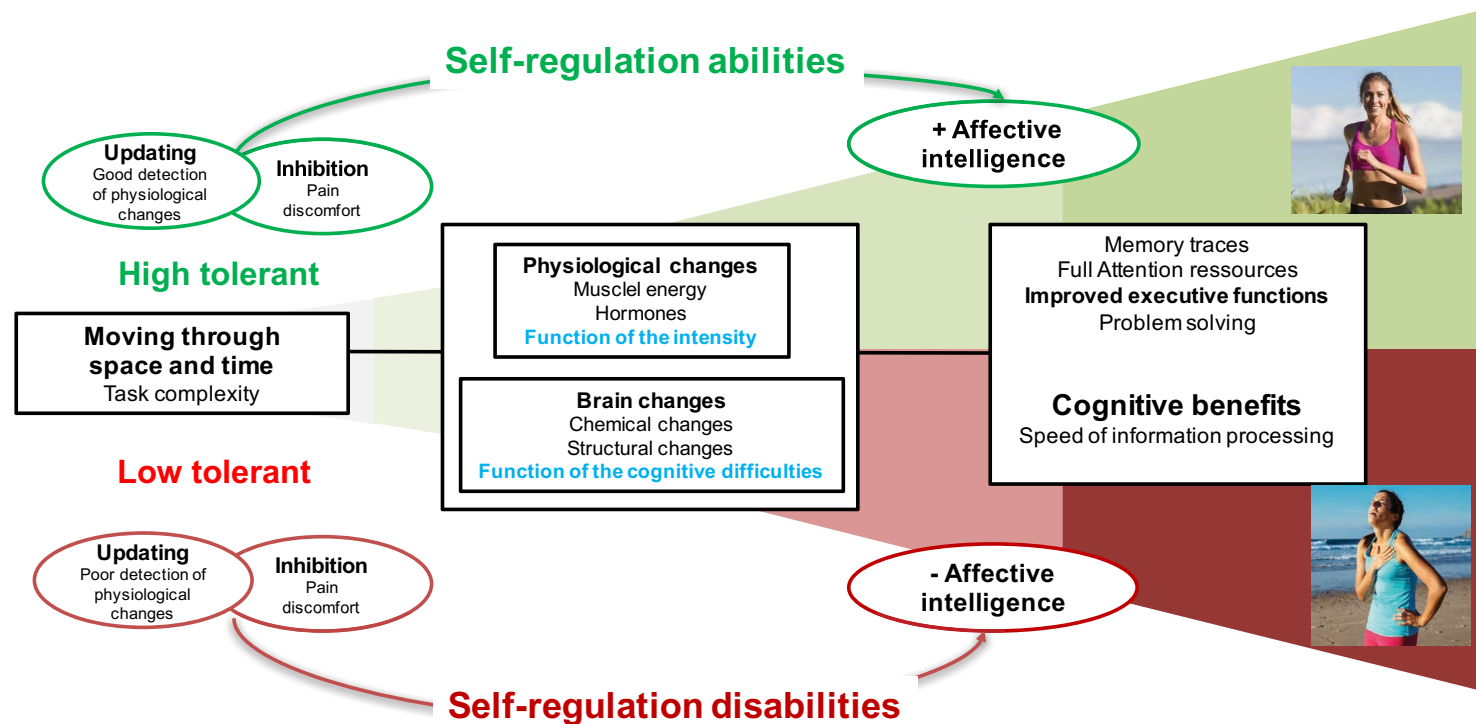 Self-regulation abilities
Updating
Good detection
of physiological
changes
Inhibition
Pain
discomfort
+ Affective
intelligence
High tolerant
Moving through
space and time
Task complexity
Low tolerant
Physiological changes
Musclel energy
Hormones
Function of the intensity
Brain changes
Chemical changes
Structural changes
Function of the cognitive difficulties
Memory traces
Full Attention ressources
Improved executive functions
Problem solving
Cognitive benefits
Speed of information processing
Updating
Poor detection of
physiological
changes
Inhibition
Pain
discomfort
- Affective
intelligence
Self-regulation disabilities